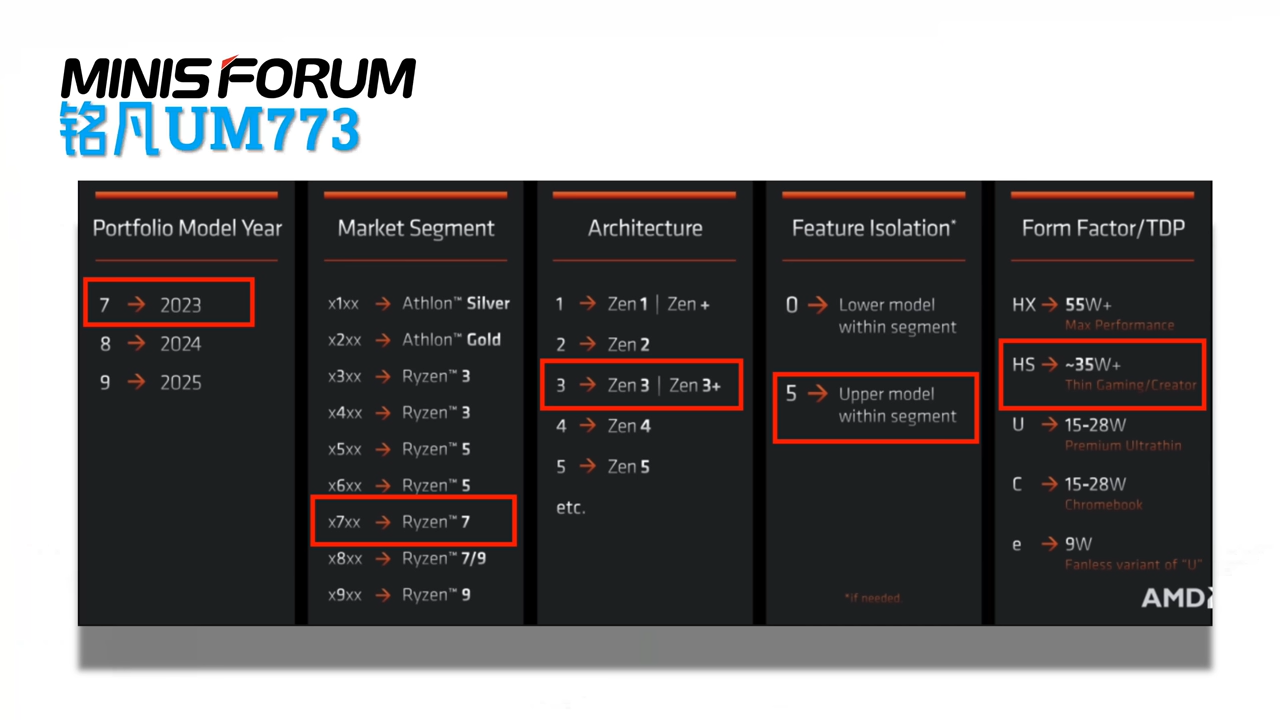 MINISFORUM
铭凡UM773
Portfolio Model Year
7 → 2023
8 → 2024
9 → 2025
Market Segment
x1xx → Athlon™ Silver
x2xx → Athlon™ Gold
x3xx → Ryzen™ 3
x4xx → Ryzen™ 3
x5xx → Ryzen™ 5
x6xx → Ryzen™ 5
x7xx → Ryzen™ 7
x8xx → Ryzen™ 7/9
x9xx → Ryzen™ 9
Architecture
1 → Zen 1 | Zen +
2 → Zen 2
3 → Zen 3 | Zen 3+
4 → Zen 4
5 → Zen 5
etc.
Feature Isolation*
0 → Lower model
within segment
5 → Upper model
within segment
*if needed.
Form Factor/TDP
HX → 55W+
Max Performance
HS → ~35W+
Thin Gaming/Creator
U → 15-28W
Premium Ultrathin
C → 15-28W
Chromebook
e → 9W
Fanless variant of "U"
AMD